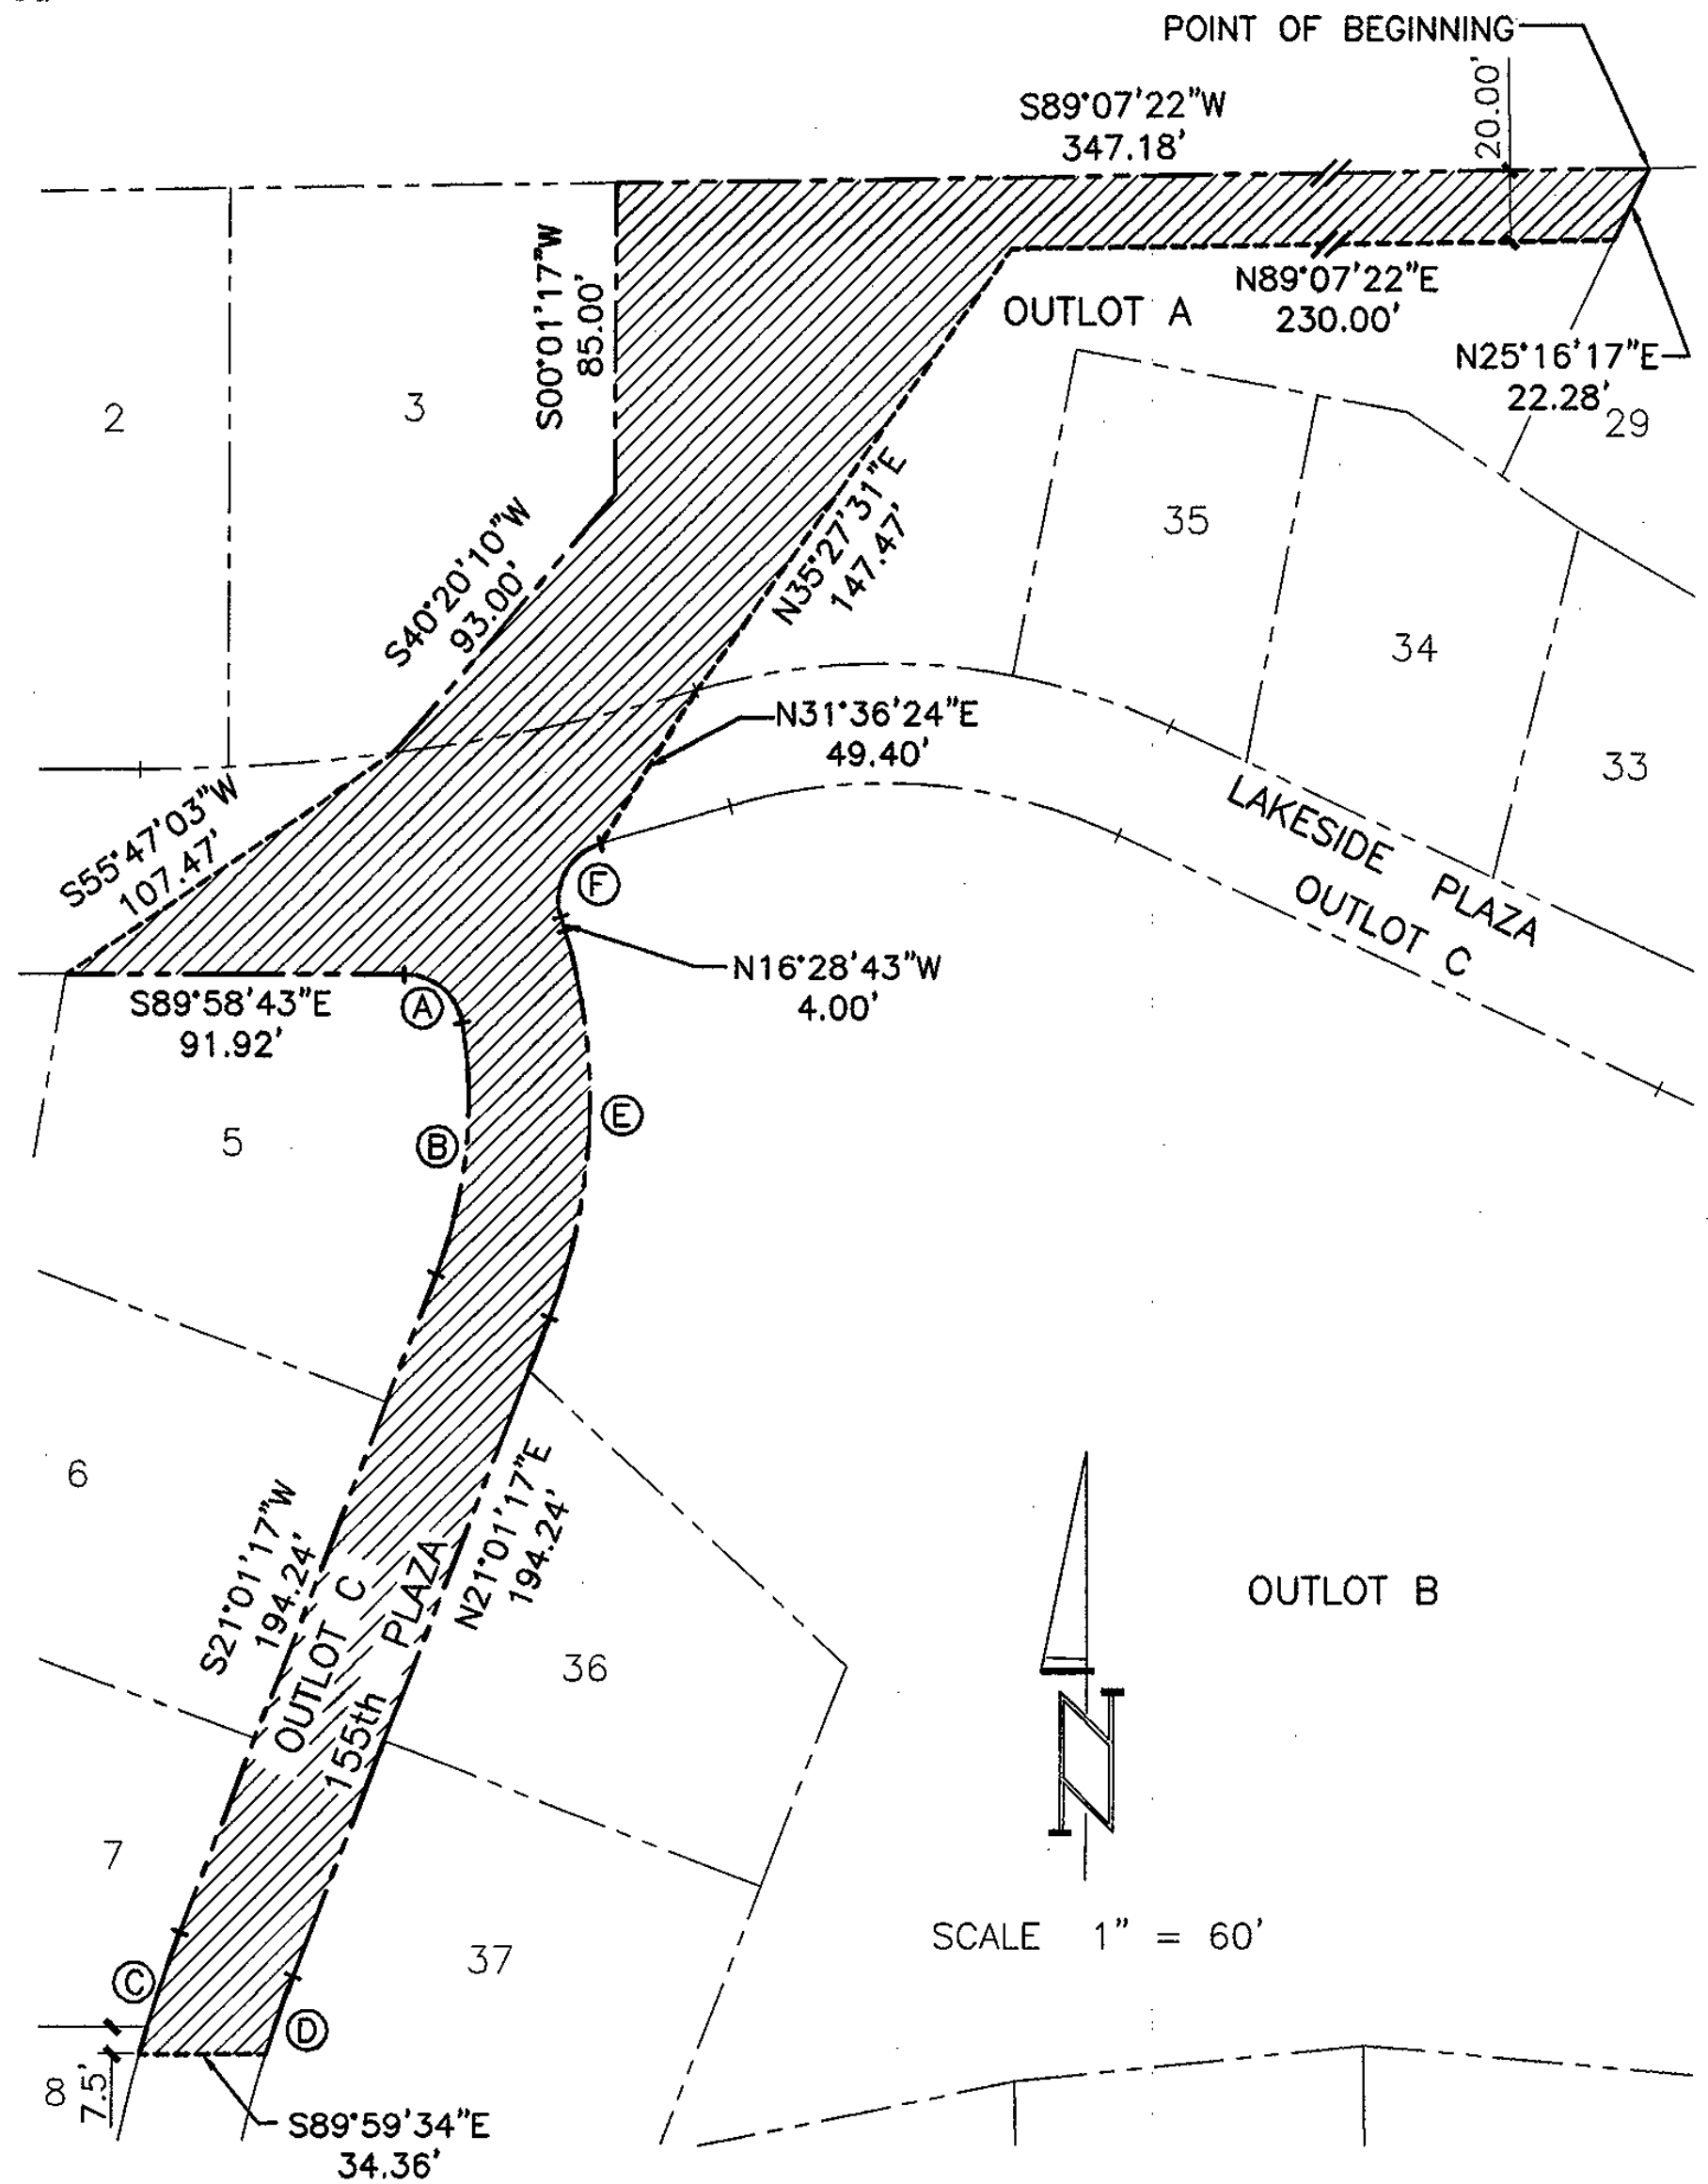 POINT OF BEGINNING
20.00'
S89°07'22"W
347.18'
S00°01'17"W
85.00'
N89°07'22"E
230.00'
OUTLOT A
N25°16'17"E
22.28'
29
2
3
35
34
33
S40°20'10"W
93.00'
N35°27'31"E
147.47'
N31°36'24"E
49.40'
LAKESIDE PLAZA
OUTLOT C
S55°47'03"W
107.47'
F
N16°28'43"W
4.00'
S89°58'43"E
91.92'
A
E
B
5
6
S21°01'17"W
194.24'
OUTLOT C
155th PLAZA
N21°01'17"E
194.24'
36
OUTLOT B
N
7
37
SCALE 1" = 60'
C
D
8
7.5'
S89°59'34"E
34.36'